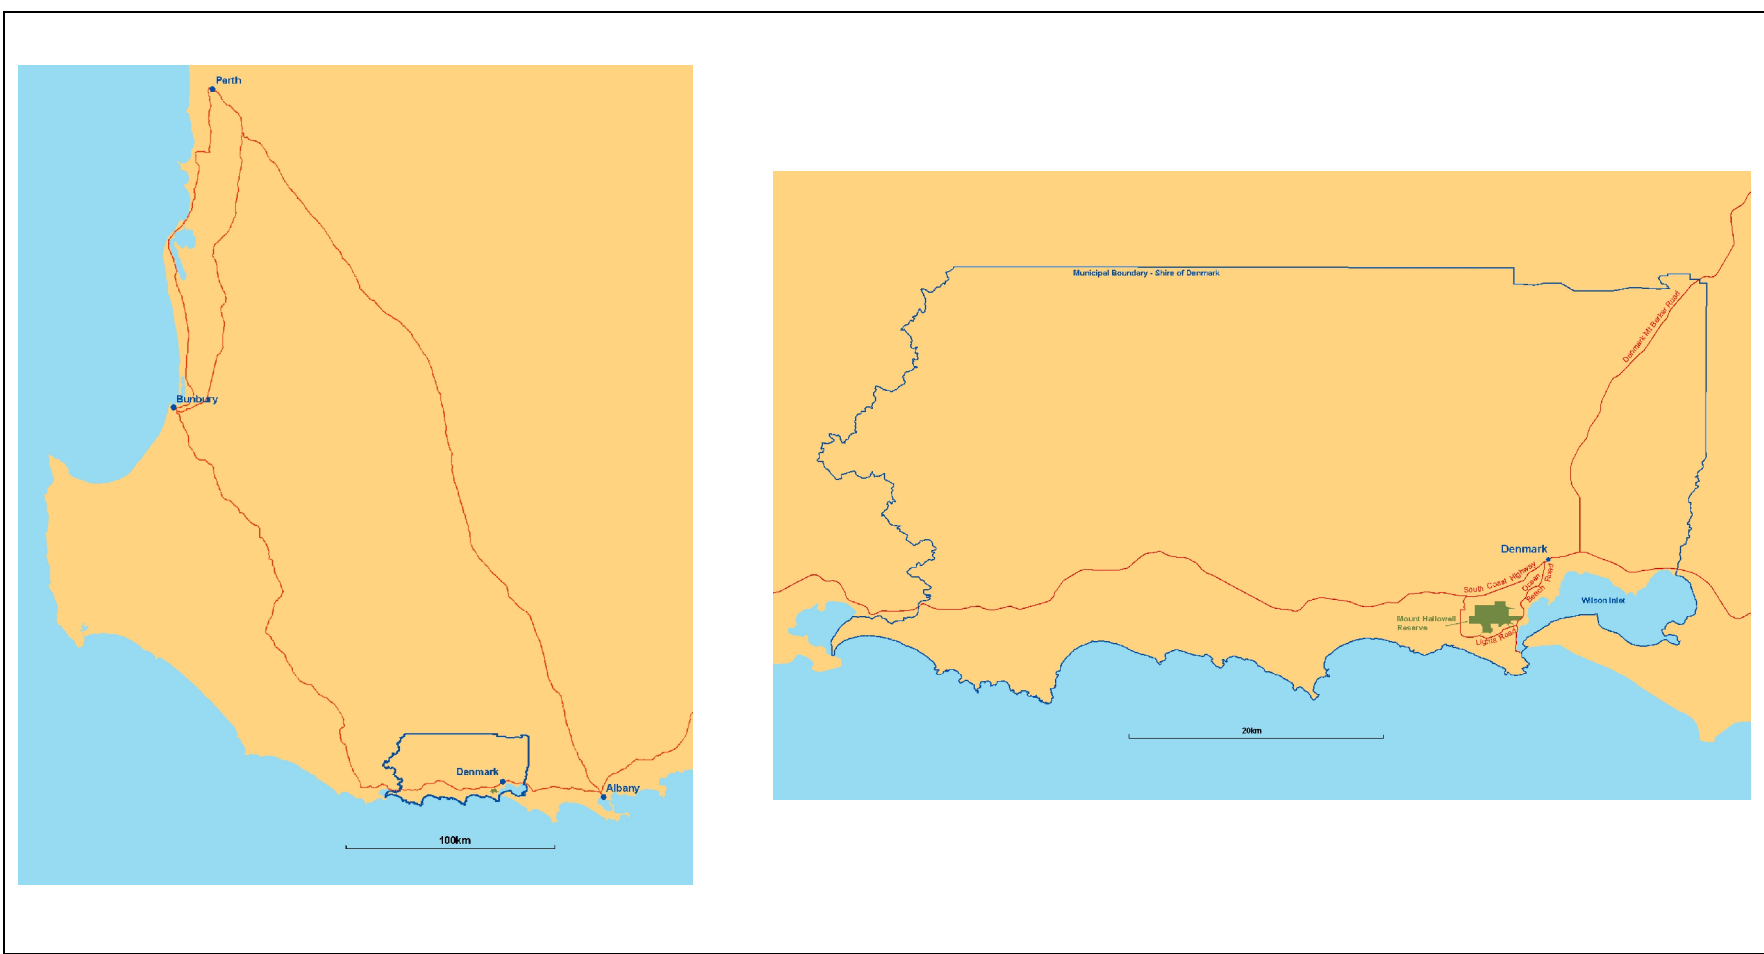 Perth
Bunbury
Denmark
Albany
100km
Municipal Boundary - Shire of Denmark
Denmark Mt Barker Road
Denmark
South Coast Highway
Ocean
Beach Road
Wilson Inlet
Mount Hallowell
Reserve
Lights Road
20km